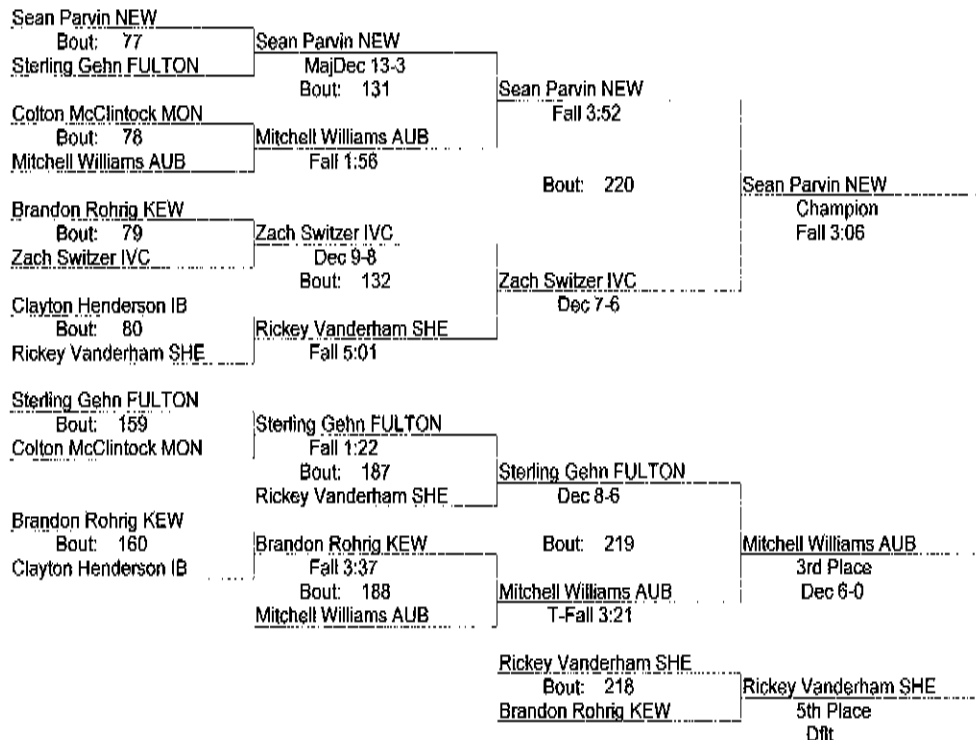 Sean Parvin NEW
Bout: 77
Sterling Gehn FULTON
Colton McClintock MON
Bout: 78
Mitchell Williams AUB
Brandon Rohrig KEW
Bout: 79
Zach Switzer IVC
Clayton Henderson IB
Bout: 80
Rickey Vanderham SHE
Sean Parvin NEW
MajDec 13-3
Bout: 131
Mitchell Williams AUB
Fall 1:56
Zach Switzer IVC
Dec 9-8
Bout: 132
Rickey Vanderham SHE
Fall 5:01
Sean Parvin NEW
Fall 3:52
Bout: 220
Zach Switzer IVC
Dec 7-6
Sean Parvin NEW
Champion
Fall 3:06
Sterling Gehn FULTON
Bout: 159
Colton McClintock MON
Brandon Rohrig KEW
Bout: 160
Clayton Henderson IB
Sterling Gehn FULTON
Fall 1:22
Bout: 187
Rickey Vanderham SHE
Brandon Rohrig KEW
Fall 3:37
Bout: 188
Mitchell Williams AUB
Sterling Gehn FULTON
Dec 8-6
Bout: 219
Mitchell Williams AUB
T-Fall 3:21
Mitchell Williams AUB
3rd Place
Dec 6-0
Rickey Vanderham SHE
Bout: 218
Brandon Rohrig KEW
Rickey Vanderham SHE
5th Place
Dflt